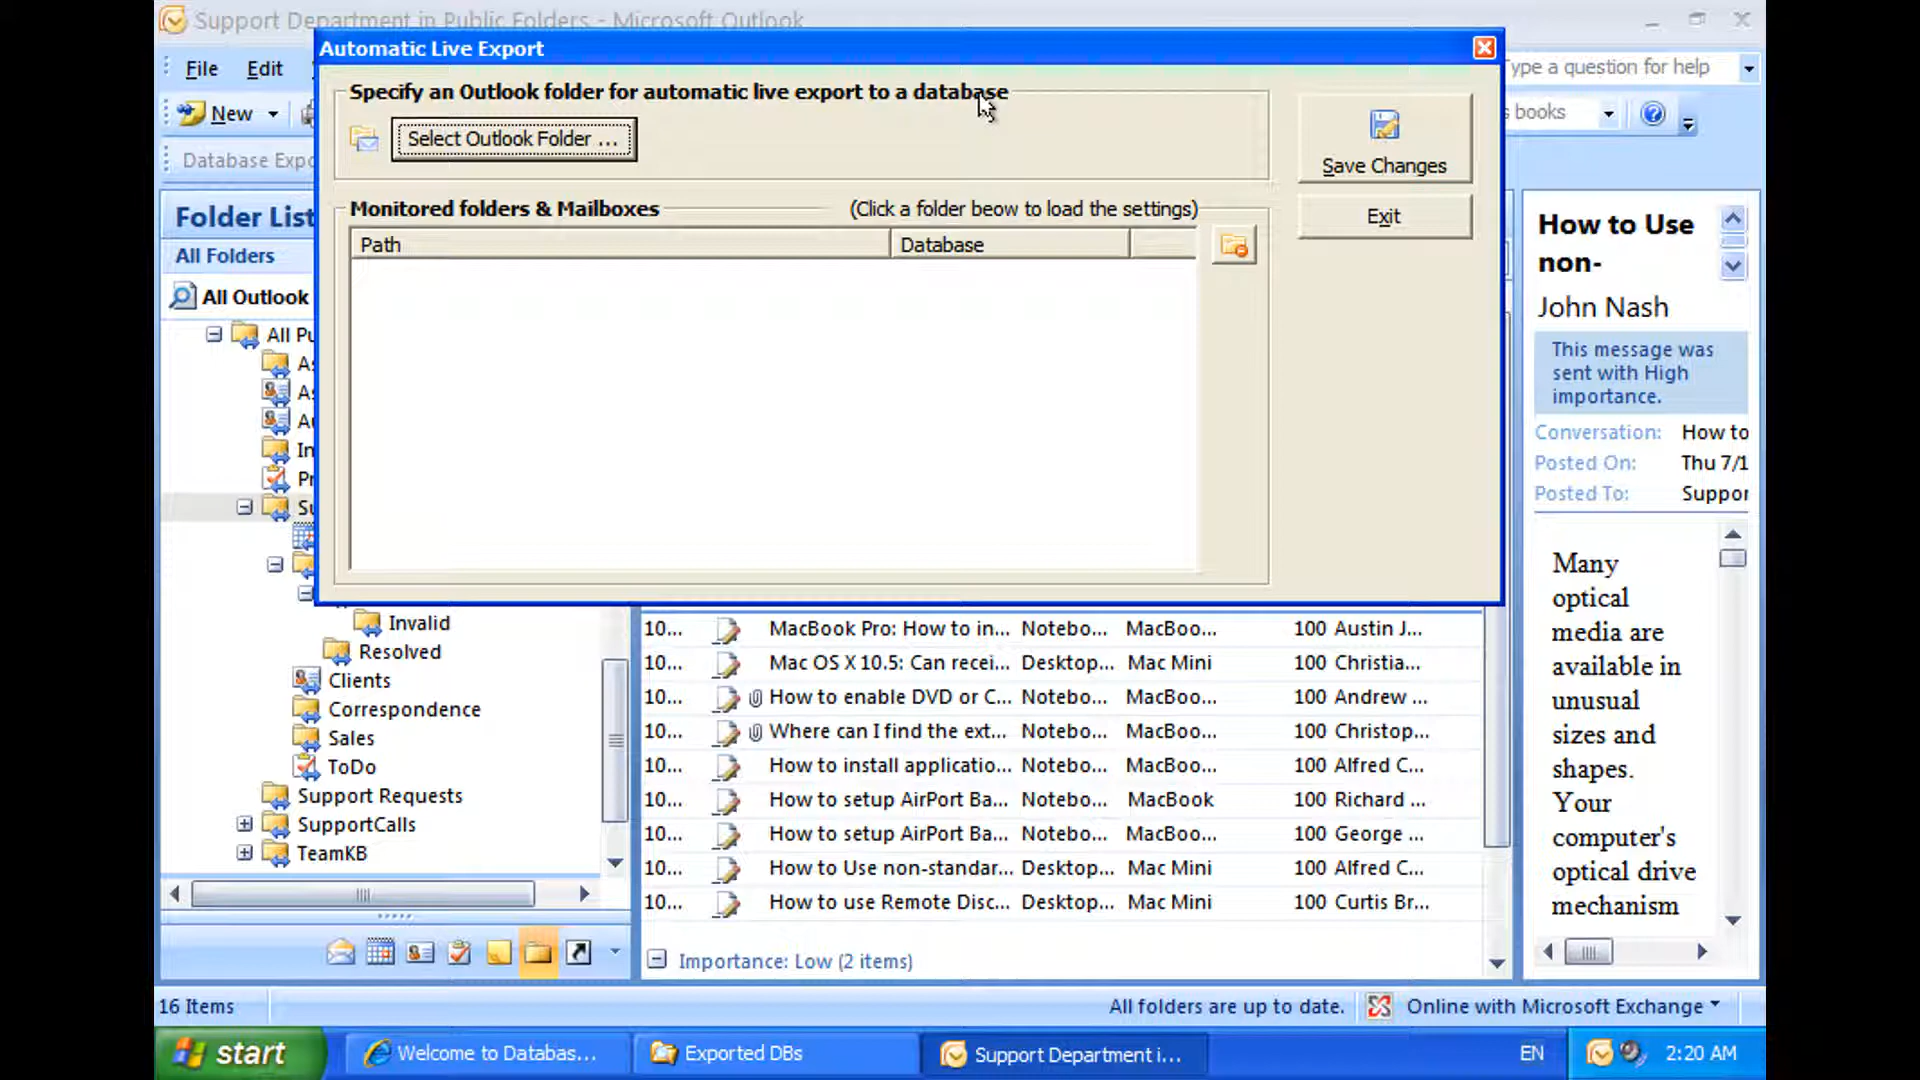 Support Department in Public Folders - Microsoft Outlook
Automatic Live Export
File Edit
Type a question for help
New
books
Database Expo
Specify an Outlook folder for automatic live export to a database
Select Outlook Folder ...
Save Changes
Exit
Monitored folders & Mailboxes (Click a folder beow to load the settings)
Path Database
Folder List
All Folders
All Outlook
All Pu
As
As
Au
In
Pr
Su
Invalid
Resolved
Clients
Correspondence
Sales
ToDo
Support Requests
SupportCalls
TeamKB
10... MacBook Pro: How to in... Notebo... MacBoo... 100 Austin J...
10... Mac OS X 10.5: Can recei... Desktop... Mac Mini 100 Christia...
10... How to enable DVD or C... Notebo... MacBoo... 100 Andrew ...
10... Where can I find the ext... Notebo... MacBoo... 100 Christop...
10... How to install applicatio... Notebo... MacBoo... 100 Alfred C...
10... How to setup AirPort Ba... Notebo... MacBook 100 Richard ...
10... How to setup AirPort Ba... Notebo... MacBoo... 100 George ...
10... How to Use non-standar... Desktop... Mac Mini 100 Alfred C...
10... How to use Remote Disc... Desktop... Mac Mini 100 Curtis Br...
Importance: Low (2 items)
How to Use
non-
John Nash
This message was
sent with High
importance.
Conversation: How to
Posted On: Thu 7/1
Posted To: Suppor
Many
optical
media are
available in
unusual
sizes and
shapes.
Your
computer's
optical drive
mechanism
16 Items
All folders are up to date.
Online with Microsoft Exchange
start
Welcome to Databas...
Exported DBs
Support Department i...
EN
2:20 AM